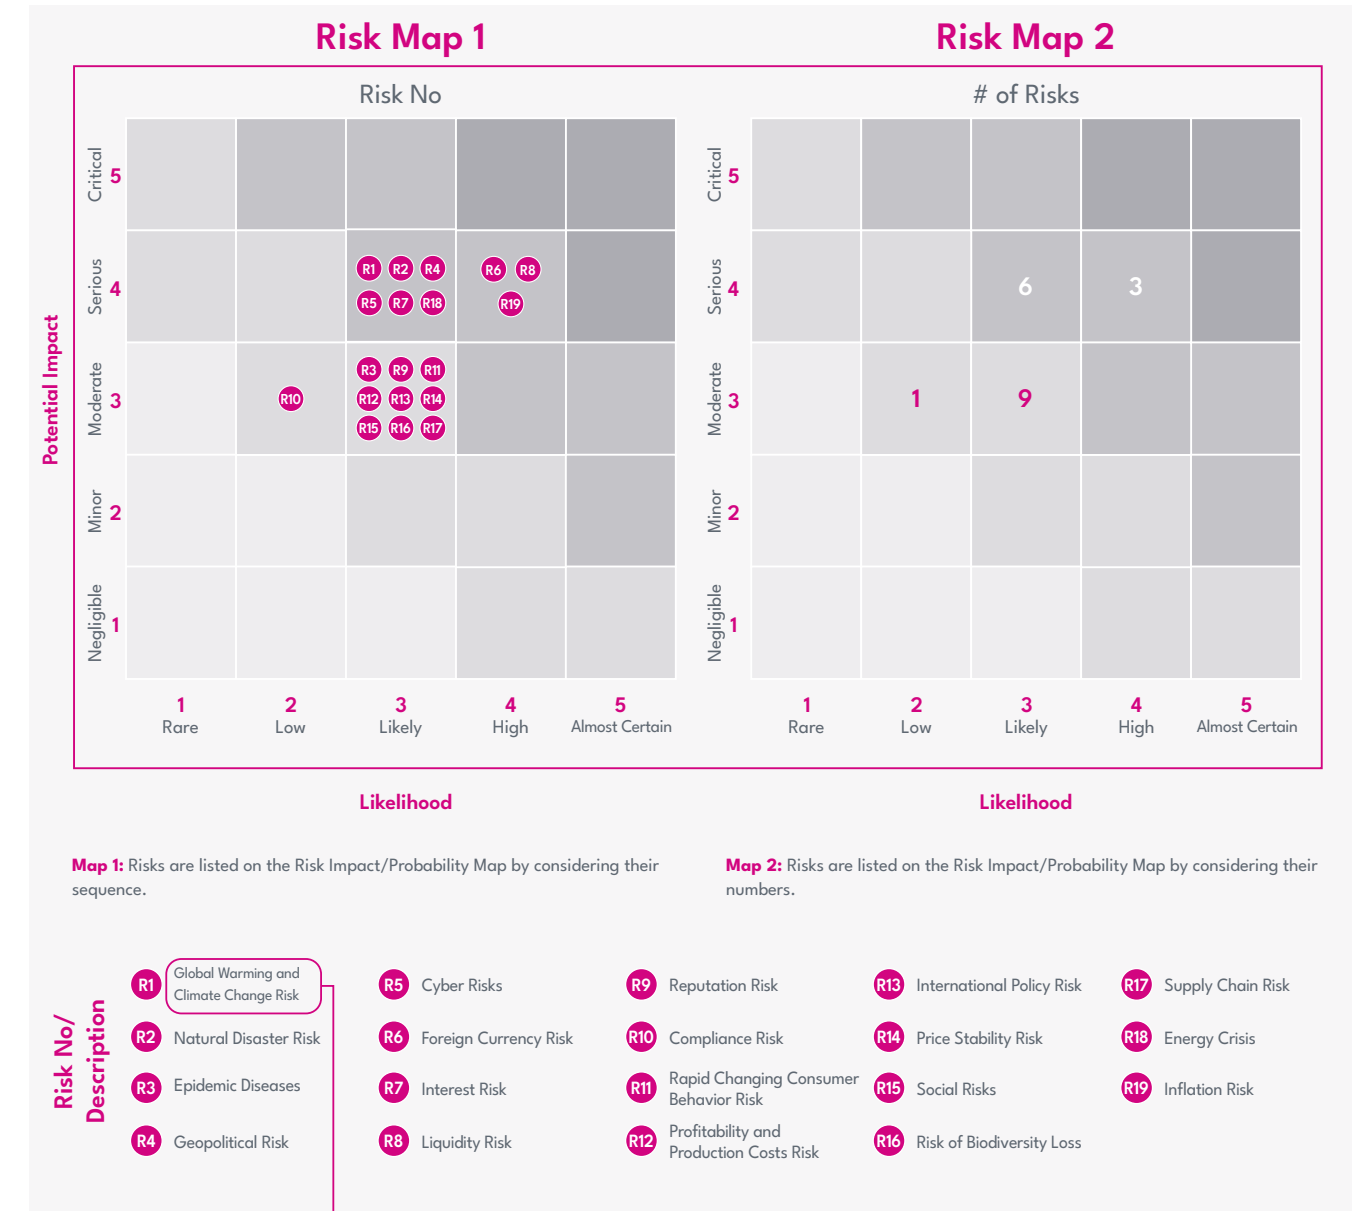 Risk Map 1
Risk Map 2
Risk No
# of Risks
Potential Impact
Critical
5
Serious
4
R1 R2 R4
R5 R7 R18
R6 R8
R19
Moderate
3
R10
R3 R9 R11
R12 R13 R14
R15 R16 R17
Minor
2
Negligible
1
1 2 3 4 5
Rare Low Likely High Almost Certain
Critical
5
Serious
4
6 3
Moderate
3
1 9
Minor
2
Negligible
1
1 2 3 4 5
Rare Low Likely High Almost Certain
Likelihood
Likelihood
Map 1: Risks are listed on the Risk Impact/Probability Map by considering their
sequence.
Map 2: Risks are listed on the Risk Impact/Probability Map by considering their
numbers.
Risk No/
Description
R1 Global Warming and
Climate Change Risk
R2 Natural Disaster Risk
R3 Epidemic Diseases
R4 Geopolitical Risk
R5 Cyber Risks
R6 Foreign Currency Risk
R7 Interest Risk
R8 Liquidity Risk
R9 Reputation Risk
R10 Compliance Risk
R11 Rapid Changing Consumer
Behavior Risk
R12 Profitability and
Production Costs Risk
R13 International Policy Risk
R14 Price Stability Risk
R15 Social Risks
R16 Risk of Biodiversity Loss
R17 Supply Chain Risk
R18 Energy Crisis
R19 Inflation Risk